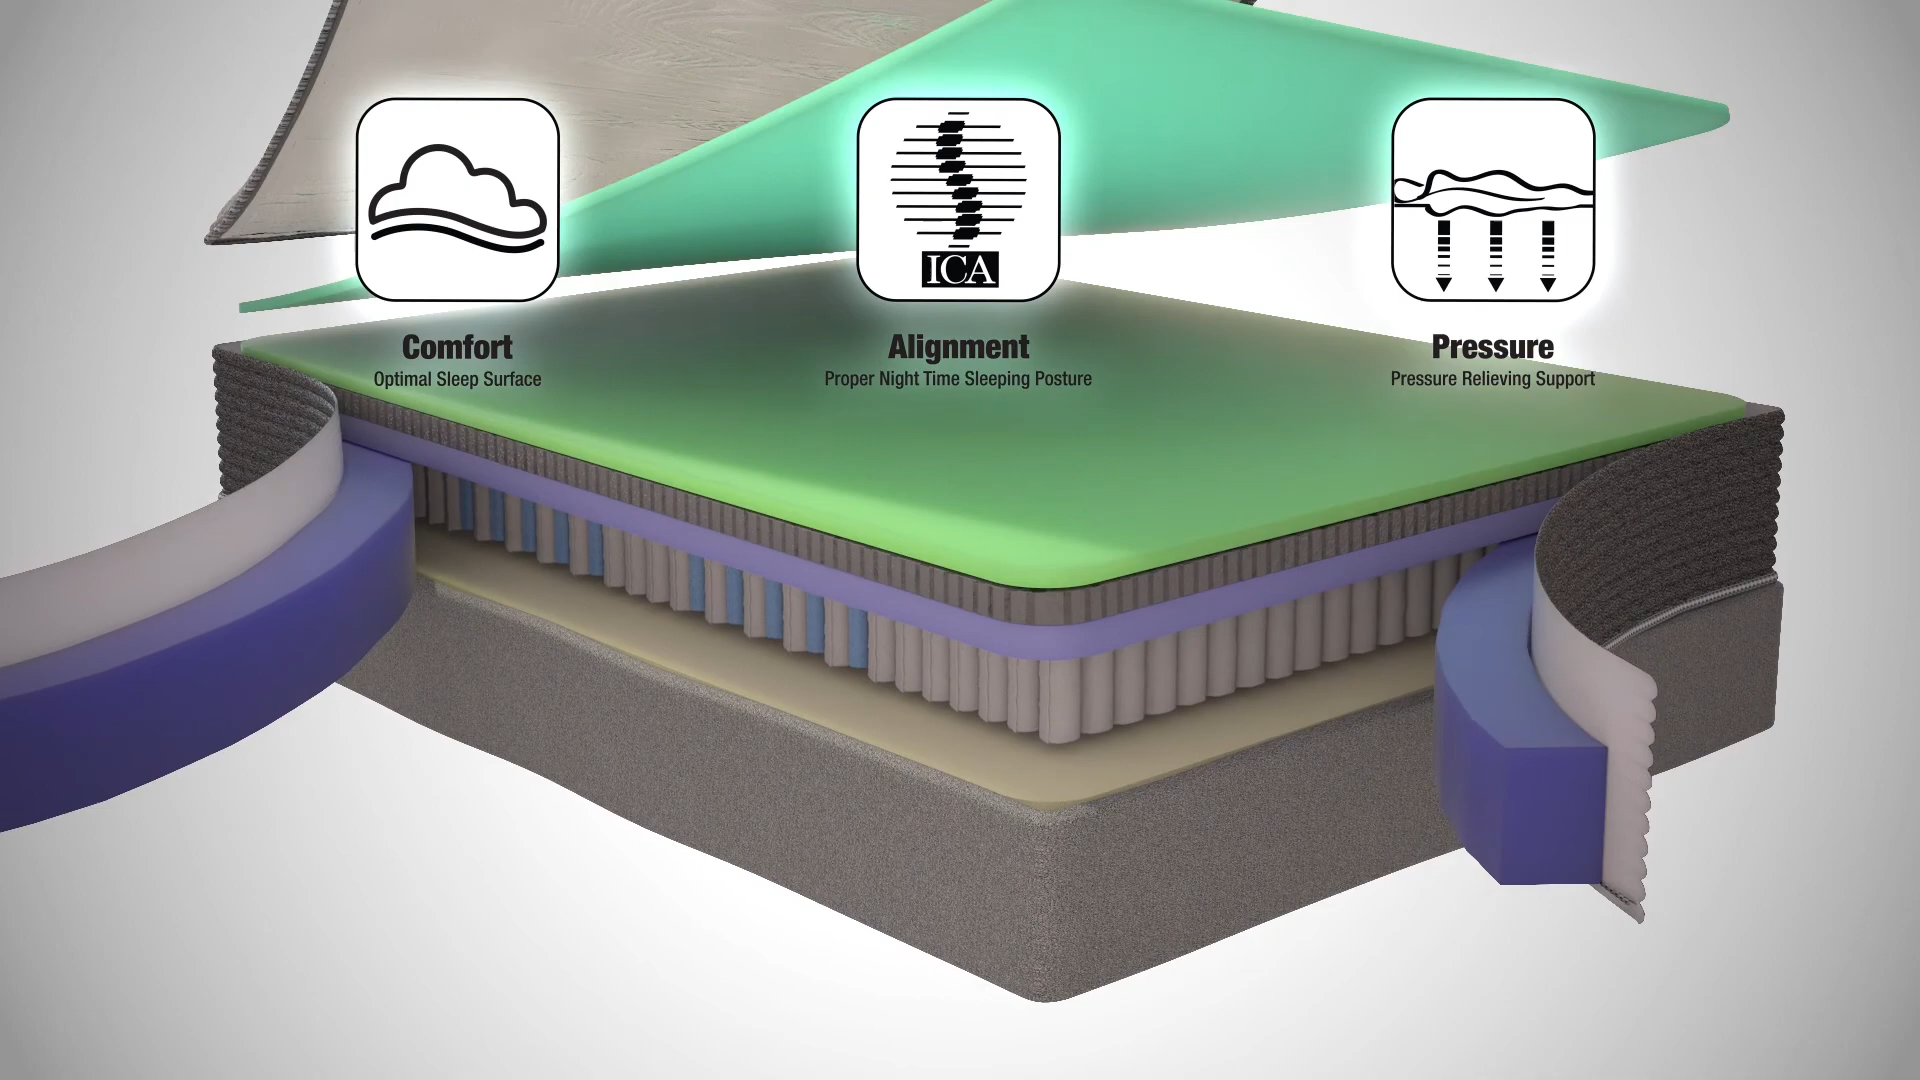 ICA
Comfort
Optimal Sleep Surface
Alignment
Proper Night Time Sleeping Posture
Pressure
Pressure Relieving Support